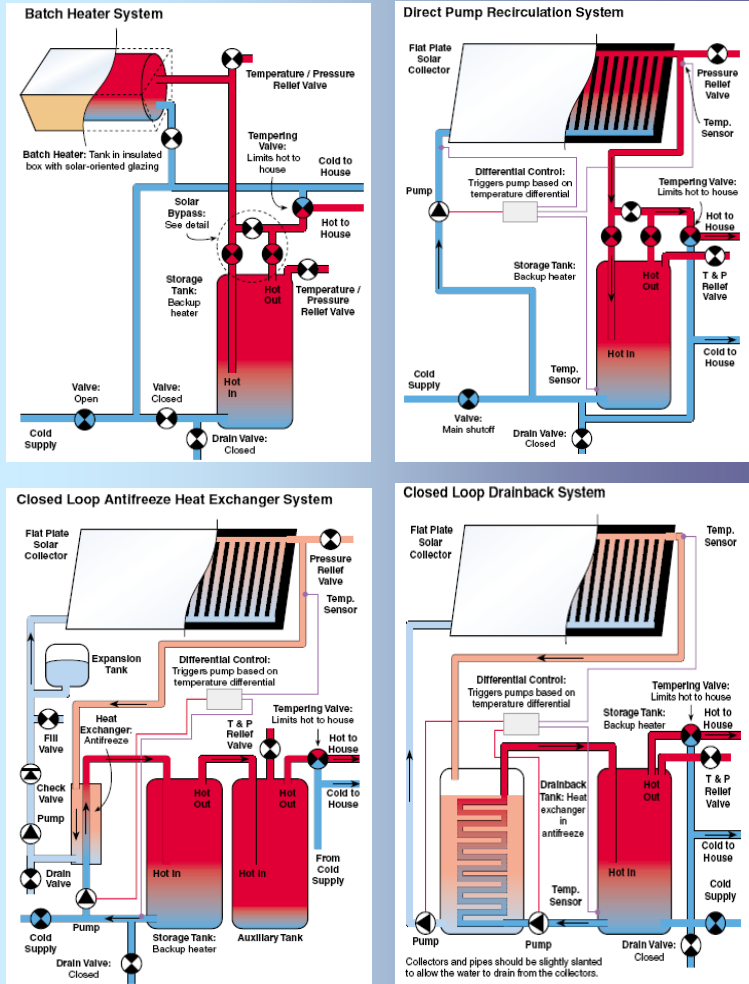 Batch Heater System
Temperature / Pressure
Relief Valve
Batch Heater: Tank in insulated
box with solar-oriented glazing
Tempering
Valve:
Limits hot to
house
Cold to
House
Solar
Bypass:
See detail
Hot to
House
Storage
Tank:
Backup
heater
Hot
Out
Temperature /
Pressure
Relief Valve
Hot
In
Valve:
Open
Valve:
Closed
Cold
Supply
Drain Valve:
Closed
Direct Pump Recirculation System
Flat Plate
Solar
Collector
Pressure
Relief
Valve
Temp.
Sensor
Differential Control:
Triggers pump based on
temperature differential
Pump
Tempering Valve:
Limits hot to house
Hot to
House
Storage Tank:
Backup heater
Hot
Out
T & P
Relief
Valve
Hot In
Cold to
House
Temp.
Sensor
Cold
Supply
Valve:
Main shutoff
Drain Valve:
Closed
Closed Loop Antifreeze Heat Exchanger System
Flat Plate
Solar
Collector
Pressure
Relief
Valve
Temp.
Sensor
Expansion
Tank
Differential Control:
Triggers pump based on
temperature differential
Heat
Exchanger:
Antifreeze
Fill
Valve
T & P
Relief
Valve
Tempering Valve:
Limits hot to house
Hot to
House
Check
Valve
Hot
Out
Hot
Out
Cold to
House
Pump
Hot In
Hot In
From
Cold
Supply
Drain
Valve
Pump
Cold
Supply
Storage Tank:
Backup heater
Auxiliary Tank
Drain Valve:
Closed
Closed Loop Drainback System
Flat Plate
Solar
Collector
Temp.
Sensor
Differential Control:
Triggers pumps based on
temperature differential
Tempering Valve:
Limits hot to house
Storage Tank:
Backup heater
Hot to
House
Drainback
Tank: Heat
exchanger
in
antifreeze
Hot
Out
T & P
Relief
Valve
Hot In
Cold to
House
Temp.
Sensor
Cold
Supply
Pump
Pump
Drain Valve:
Closed
Collectors and pipes should be slightly slanted
to allow the water to drain from the collectors.